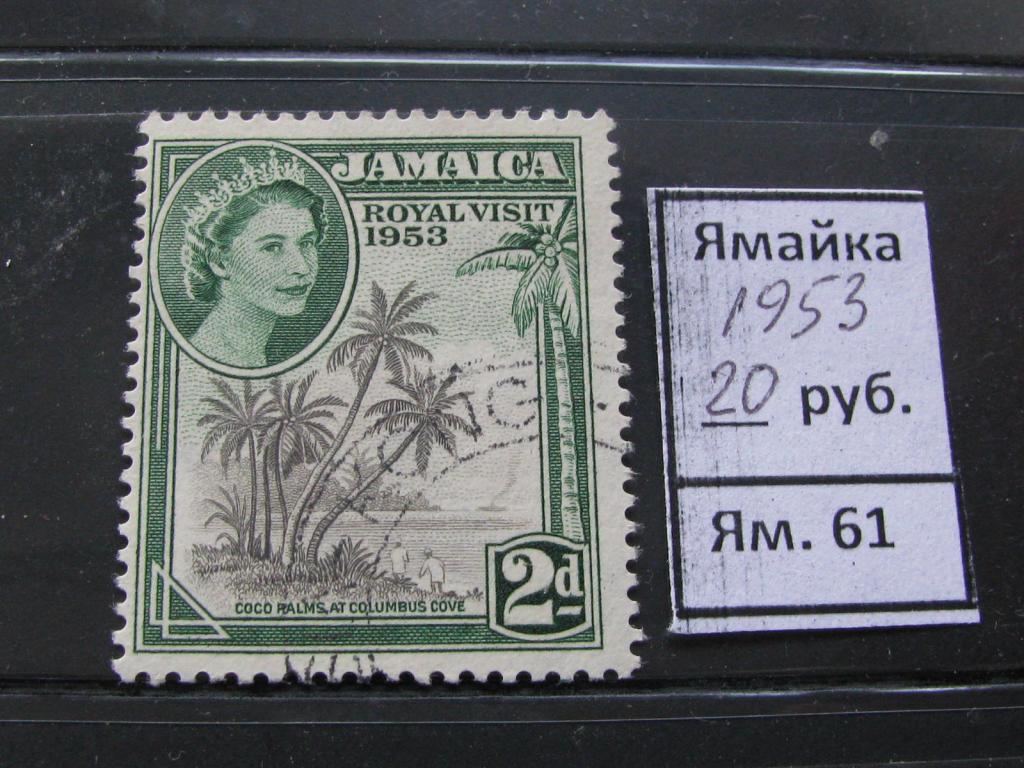 JAMAICA
ROYAL VISIT
1953
COCO PALMS, AT COLUMBUS COVE
2d
Ямайка
1953
20 руб.
Ям. 61